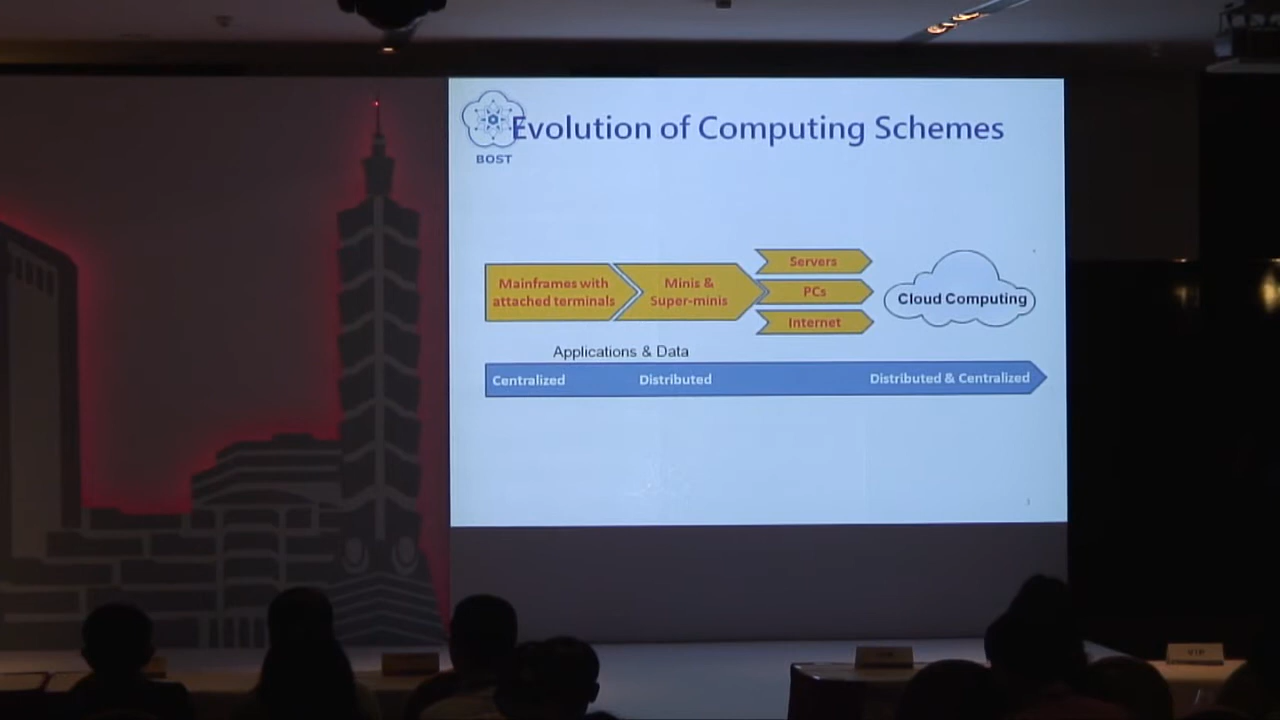 BOST
Evolution of Computing Schemes
Mainframes with
attached terminals
Minis &
Super-minis
Servers
PCs
Internet
Cloud Computing
Applications & Data
Centralized
Distributed
Distributed & Centralized
VIP